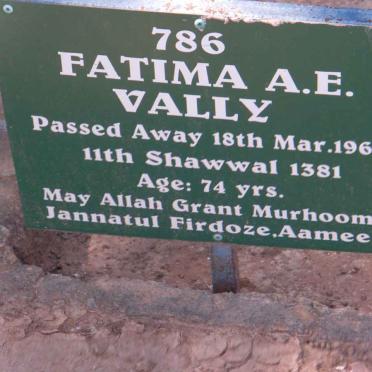 786
FATIMA A.E.
VALLY
Passed Away 18th Mar.196
11th Shawwal 1381
Age: 74 yrs.
May Allah Grant Murhoom
Jannatul Firdoze.Aamee